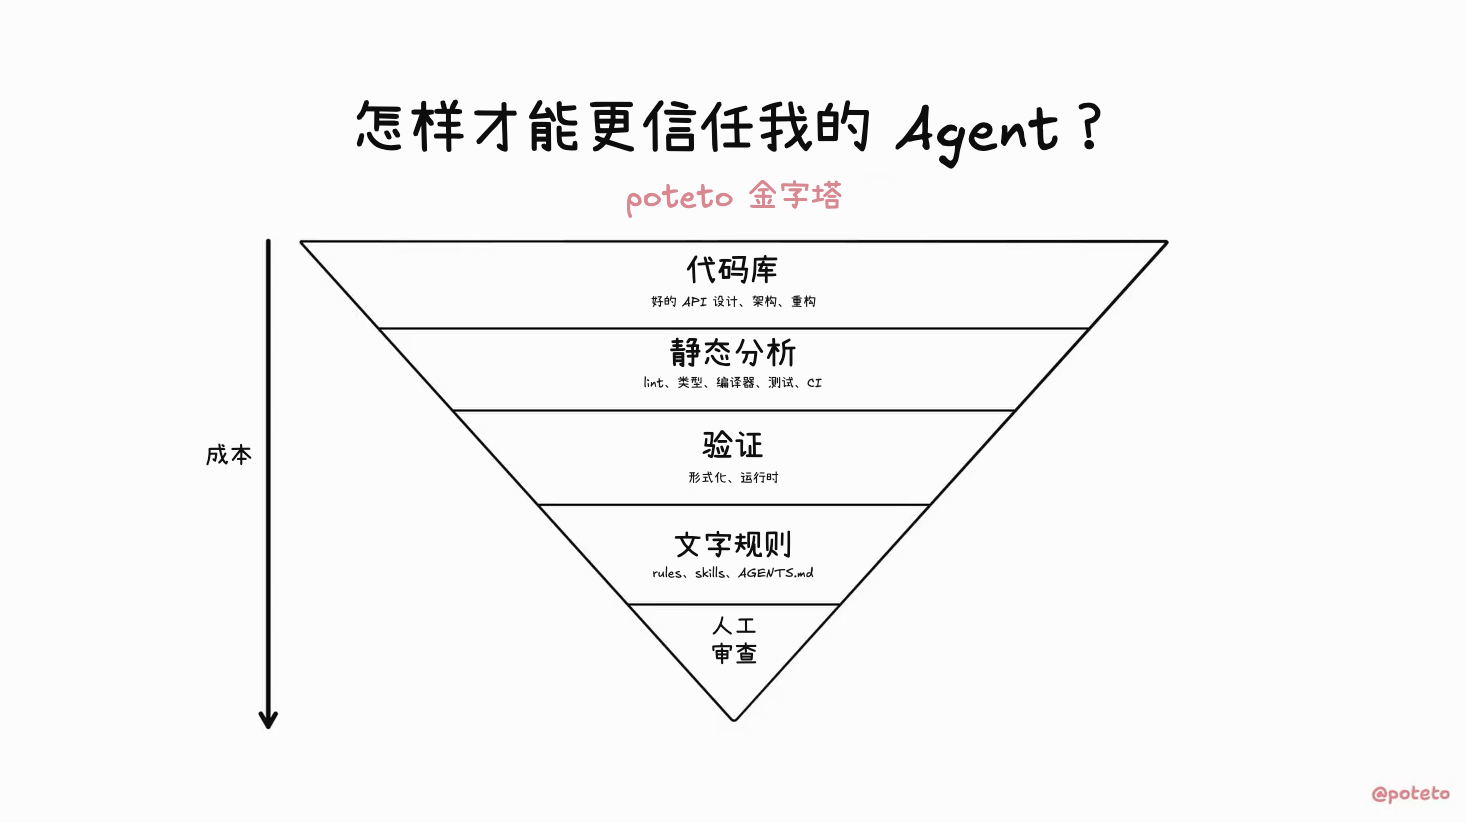 怎样才能更信任我的 Agent？
poteto 金字塔
代码库
好的 API 设计、架构、重构
静态分析
lint、类型、编译器、测试、CI
成本
验证
形式化、运行时
文字规则
rules、skills、AGENTS.md
人工
审查
@poteto